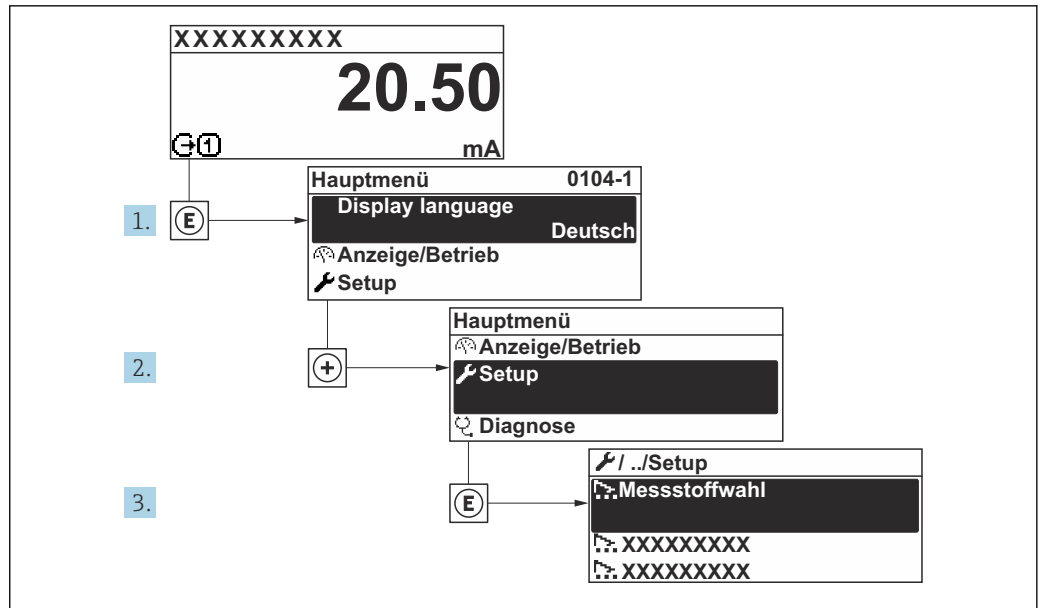 XXXXXXXXX
20.50
1
mA
1.
E
Hauptmenü 0104-1
Display language
Deutsch
Anzeige/Betrieb
Setup
2.
+
Hauptmenü
Anzeige/Betrieb
Setup
Diagnose
3.
E
/ ../Setup
Messstoffwahl
XXXXXXXXX
XXXXXXXXX